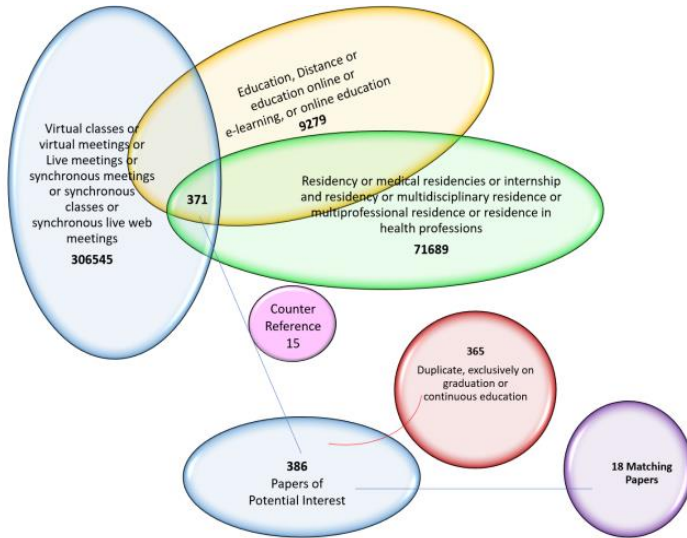 Virtual classes or
virtual meetings or
Live meetings or
synchronous meetings
or synchronous
classes or
synchronous live web
meetings
306545
Education, Distance or
education online or
e-learning, or online education
9279
371
Residency or medical residencies or internship
and residency or multidisciplinary residence or
multiprofessional residence or residence in
health professions
71689
Counter
Reference
15
365
Duplicate, exclusively on
graduation or
continuous education
386
Papers of
Potential Interest
18 Matching
Papers